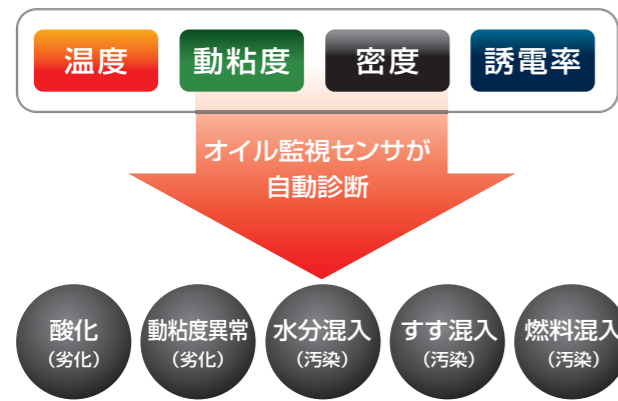 温度 動粘度 密度 誘電率
オイル監視センサが
自動診断
酸化 動粘度異常 水分混入 すす混入 燃料混入
(劣化) (劣化) (汚染) (汚染) (汚染)